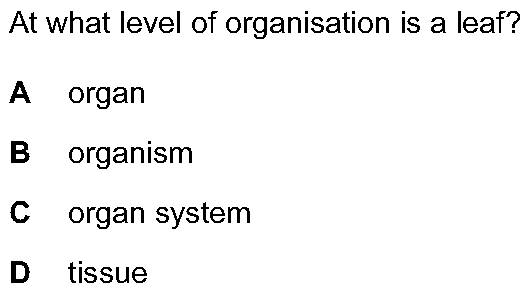 At what level of organisation is a leaf?
A organ
B organism
C organ system
D tissue